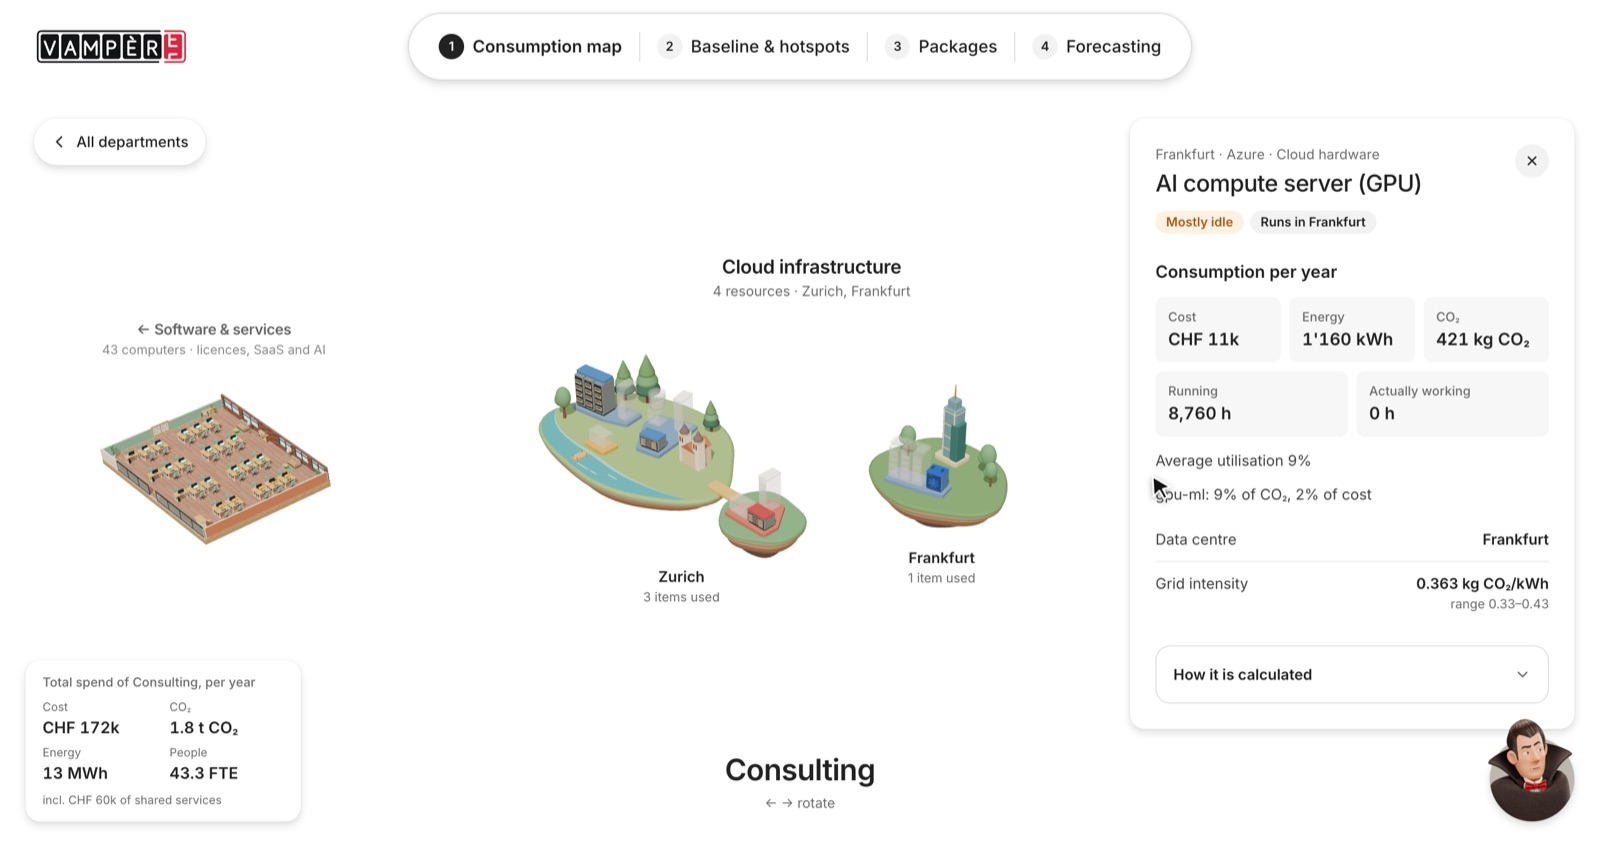 VAMPÈREE
1 Consumption map
2 Baseline & hotspots
3 Packages
4 Forecasting
All departments
Cloud infrastructure
4 resources · Zurich, Frankfurt
← Software & services
43 computers · licences, SaaS and AI
Zurich
3 items used
Frankfurt
1 item used
Total spend of Consulting, per year
Cost
CHF 172k
CO₂
1.8 t CO₂
Energy
13 MWh
People
43.3 FTE
incl. CHF 60k of shared services
Consulting
← → rotate
Frankfurt · Azure · Cloud hardware
AI compute server (GPU)
Mostly idle
Runs in Frankfurt
Consumption per year
Cost
CHF 11k
Energy
1'160 kWh
CO₂
421 kg CO₂
Running
8,760 h
Actually working
0 h
Average utilisation 9%
gpu-ml: 9% of CO₂, 2% of cost
Data centre
Frankfurt
Grid intensity
0.363 kg CO₂/kWh
range 0.33–0.43
How it is calculated